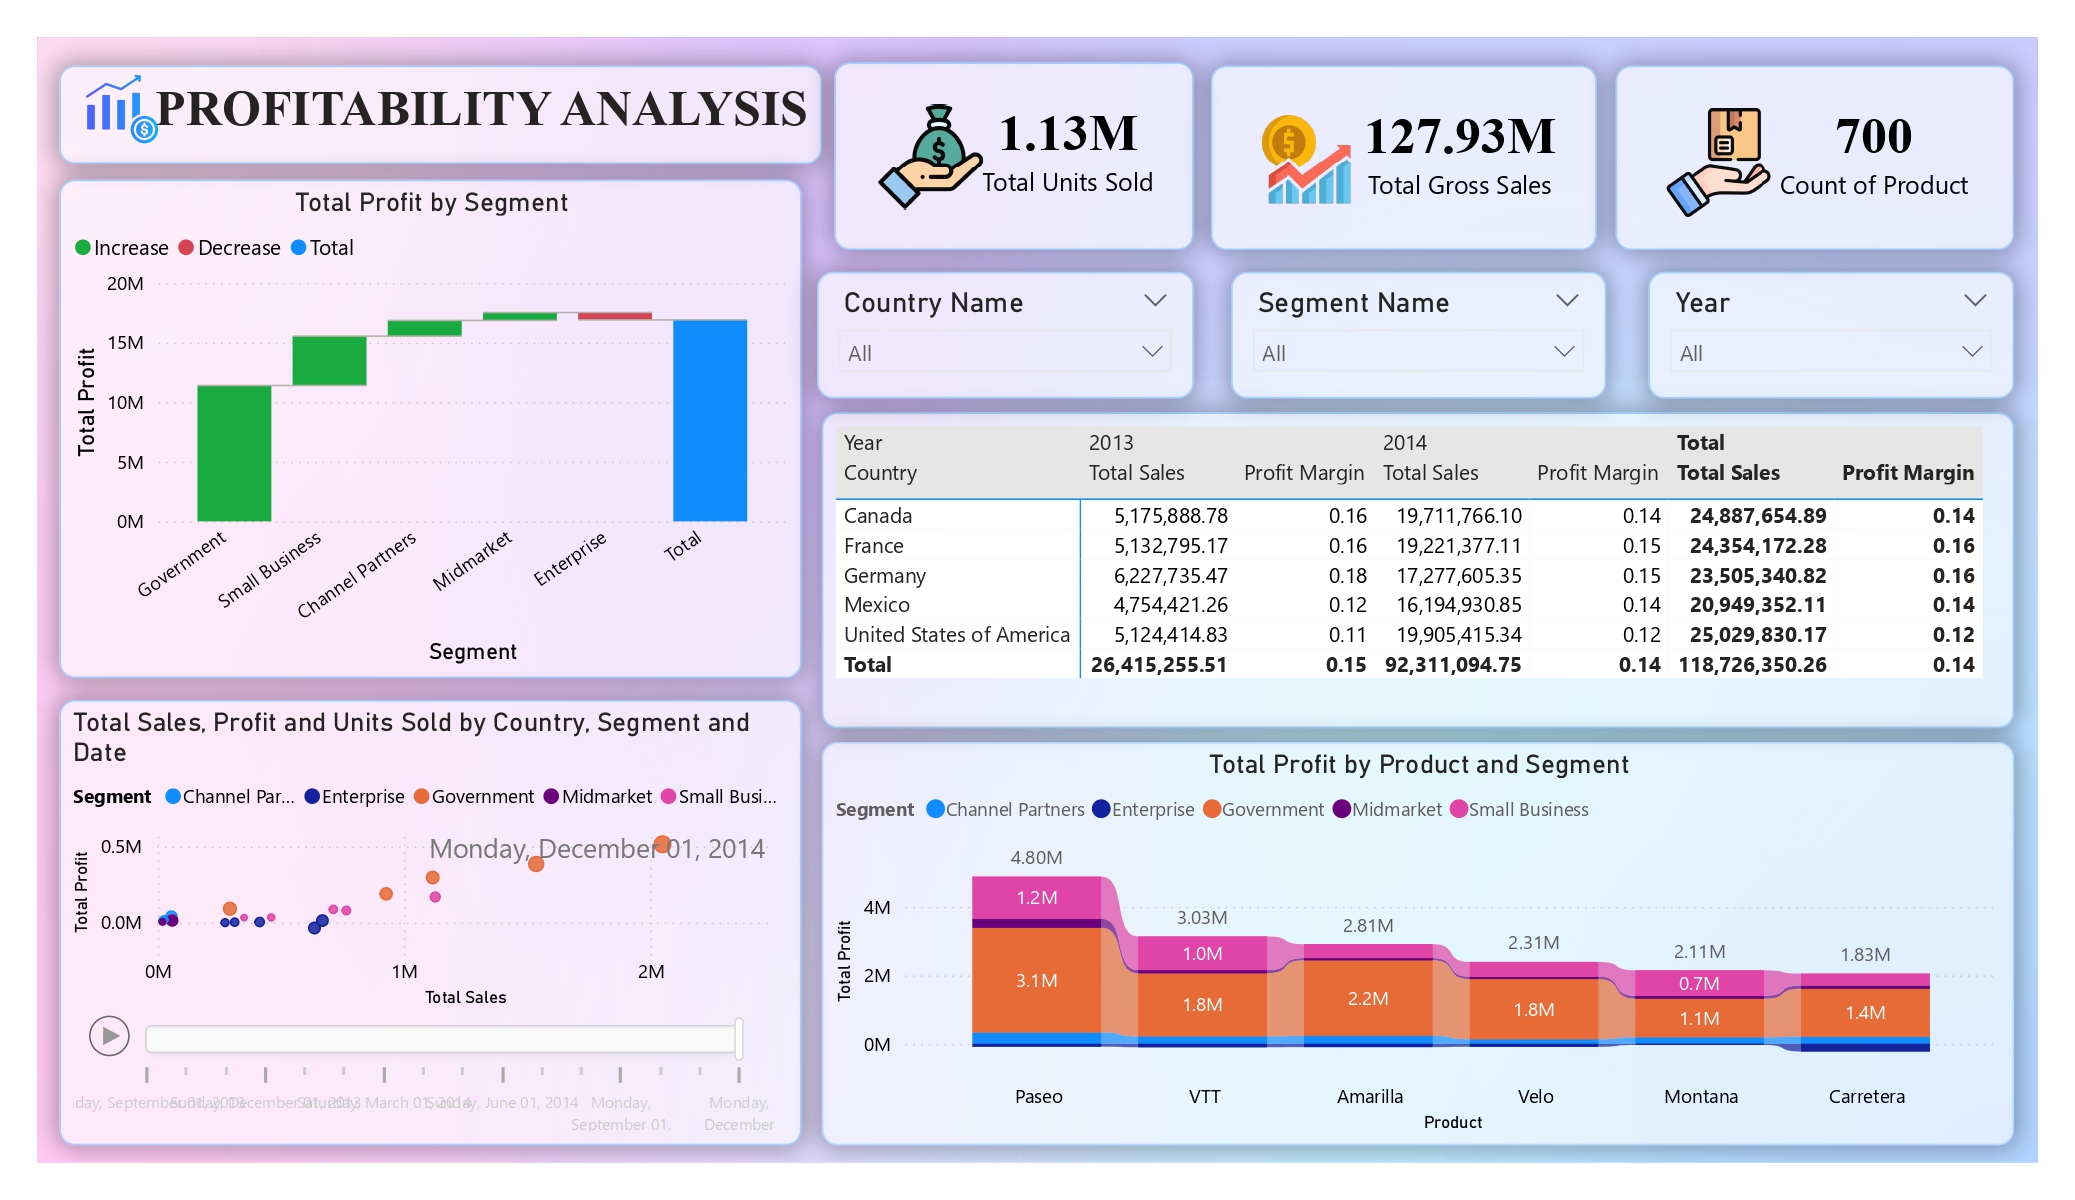 PROFITABILITY ANALYSIS
1.13M
Total Units Sold
127.93M
Total Gross Sales
700
Count of Product
Country Name
All
Segment Name
All
Year
All
Total Profit by Segment
Increase Decrease Total
Total Profit
20M
15M
10M
5M
0M
Government Small Business Channel Partners Midmarket Enterprise Total
Segment
Year 2013 2014 Total
Country Total Sales Profit Margin Total Sales Profit Margin Total Sales Profit Margin
Canada 5,175,888.78 0.16 19,711,766.10 0.14 24,887,654.89 0.14
France 5,132,795.17 0.16 19,221,377.11 0.15 24,354,172.28 0.16
Germany 6,227,735.47 0.18 17,277,605.35 0.15 23,505,340.82 0.16
Mexico 4,754,421.26 0.12 16,194,930.85 0.14 20,949,352.11 0.14
United States of America 5,124,414.83 0.11 19,905,415.34 0.12 25,029,830.17 0.12
Total 26,415,255.51 0.15 92,311,094.75 0.14 118,726,350.26 0.14
Total Sales, Profit and Units Sold by Country, Segment and
Date
Segment Channel Par... Enterprise Government Midmarket Small Busi...
Monday, December 01, 2014
Total Profit
0.5M
0.0M
0M 1M 2M
Total Sales
day, September 01, 2013 Sunday, December 01, 2013 Saturday, March 01, 2014 Sunday, June 01, 2014 Monday, Monday,
September 01, December
Total Profit by Product and Segment
Segment Channel Partners Enterprise Government Midmarket Small Business
Total Profit
4M
2M
0M
4.80M 3.03M 2.81M 2.31M 2.11M 1.83M
1.2M 1.0M 0.7M
3.1M 1.8M 2.2M 1.8M 1.1M 1.4M
Paseo VTT Amarilla Velo Montana Carretera
Product